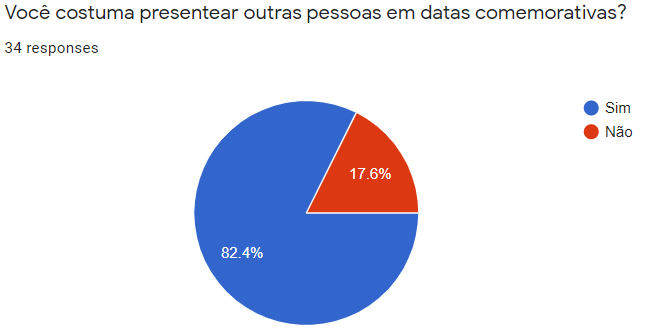 Você costuma presentear outras pessoas em datas comemorativas?
34 responses
Sim
Não
17.6%
82.4%